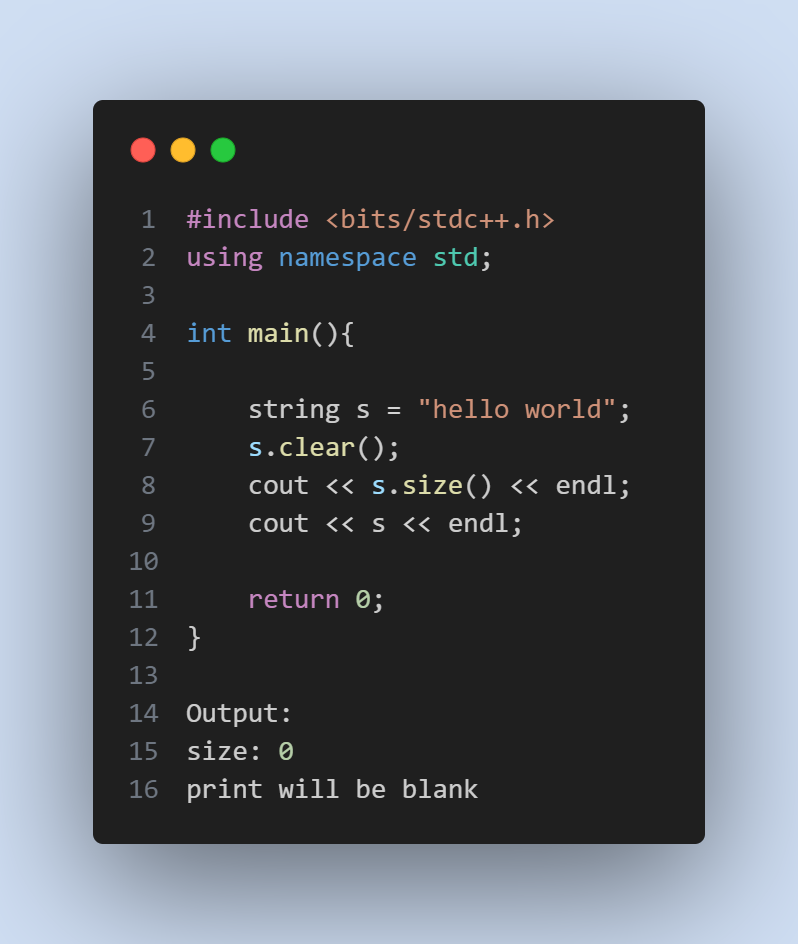 1 #include <bits/stdc++.h>
2 using namespace std;
3
4 int main(){
5
6     string s = "hello world";
7     s.clear();
8     cout << s.size() << endl;
9     cout << s << endl;
10
11     return 0;
12 }
13
14 Output:
15 size: 0
16 print will be blank